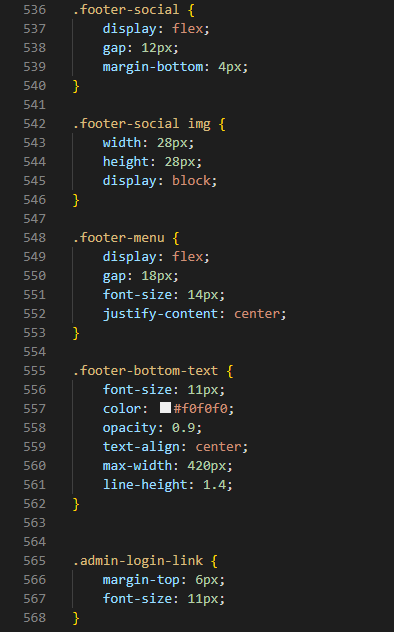 536 .footer-social {
537     display: flex;
538     gap: 12px;
539     margin-bottom: 4px;
540 }
541
542 .footer-social img {
543     width: 28px;
544     height: 28px;
545     display: block;
546 }
547
548 .footer-menu {
549     display: flex;
550     gap: 18px;
551     font-size: 14px;
552     justify-content: center;
553 }
554
555 .footer-bottom-text {
556     font-size: 11px;
557     color: #f0f0f0;
558     opacity: 0.9;
559     text-align: center;
560     max-width: 420px;
561     line-height: 1.4;
562 }
563
564
565 .admin-login-link {
566     margin-top: 6px;
567     font-size: 11px;
568 }